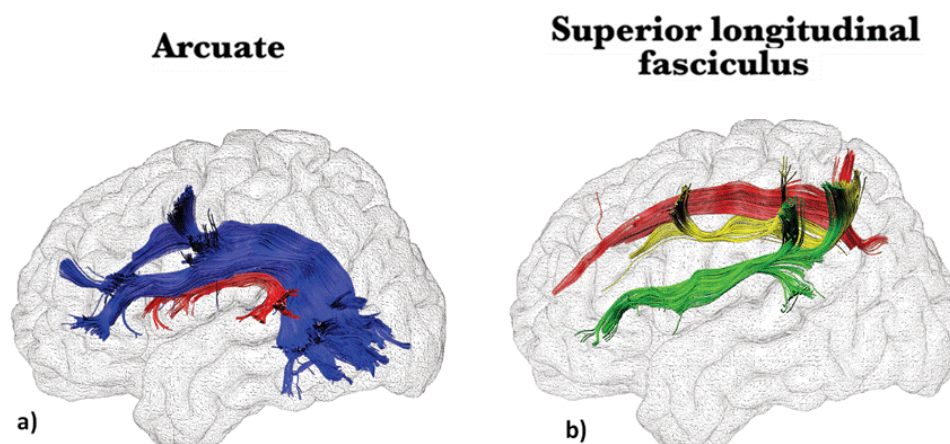 Arcuate
Superior longitudinal
fasciculus
a)
b)